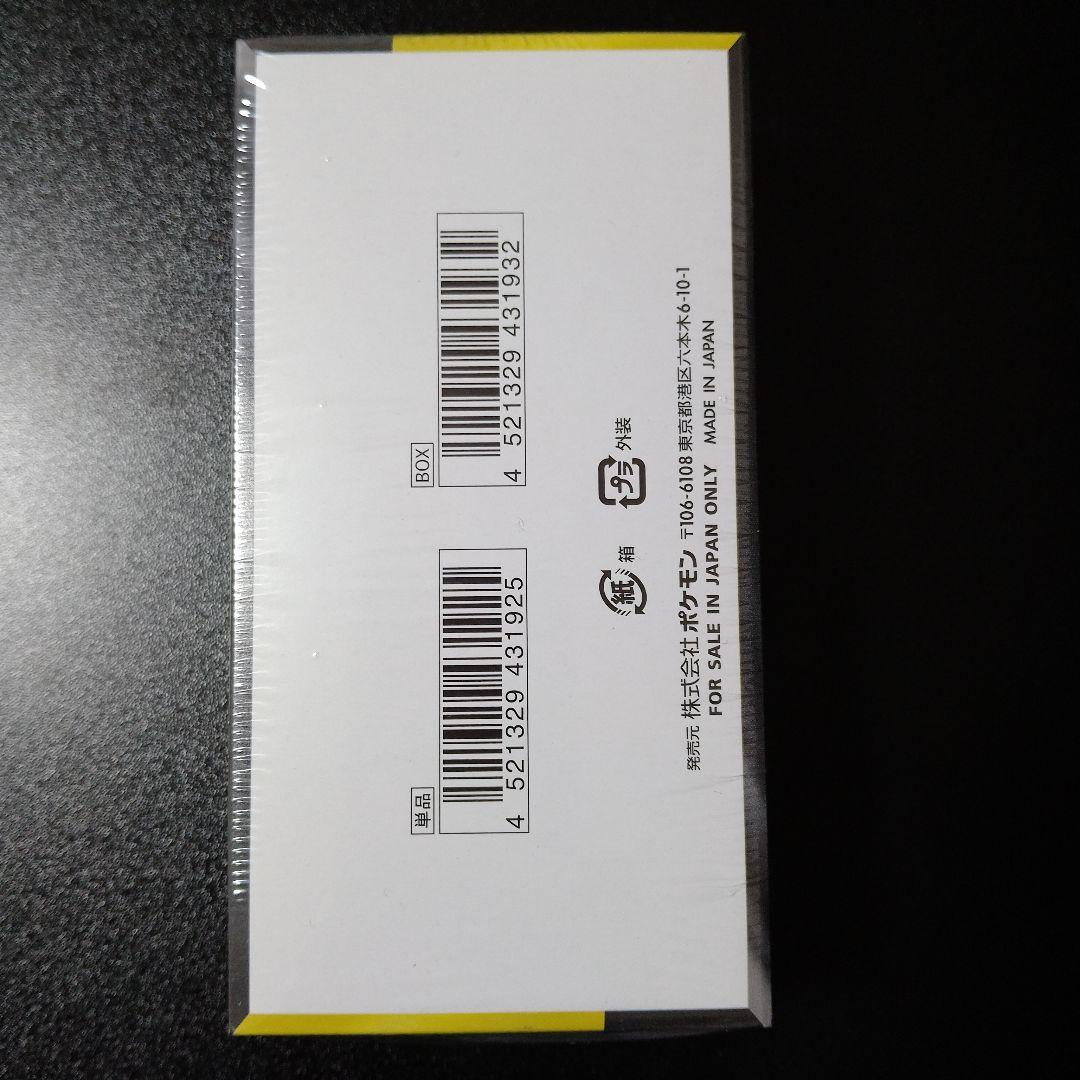 単品
4 521329 431925
BOX
4 521329 431932
紙 箱
プラ 外装
発売元 株式会社 ポケモン 〒106-6108 東京都港区六本木6-10-1
FOR SALE IN JAPAN ONLY MADE IN JAPAN